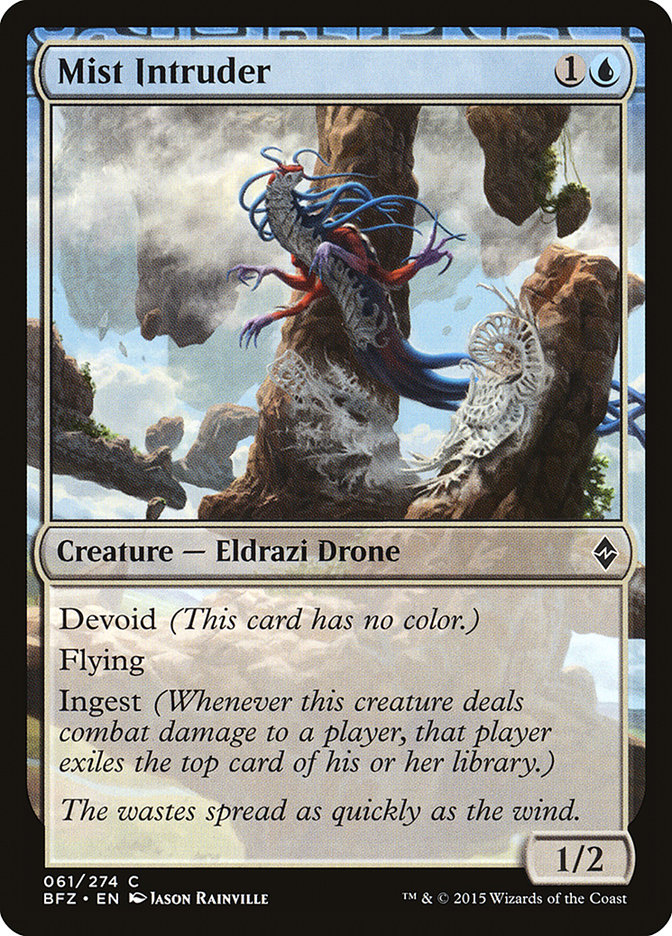 Mist Intruder 1
Creature — Eldrazi Drone
Devoid (This card has no color.)
Flying
Ingest (Whenever this creature deals
combat damage to a player, that player
exiles the top card of his or her library.)
The wastes spread as quickly as the wind.
1/2
061/274 C
BFZ • EN Jason Rainville ™ & © 2015 Wizards of the Coast